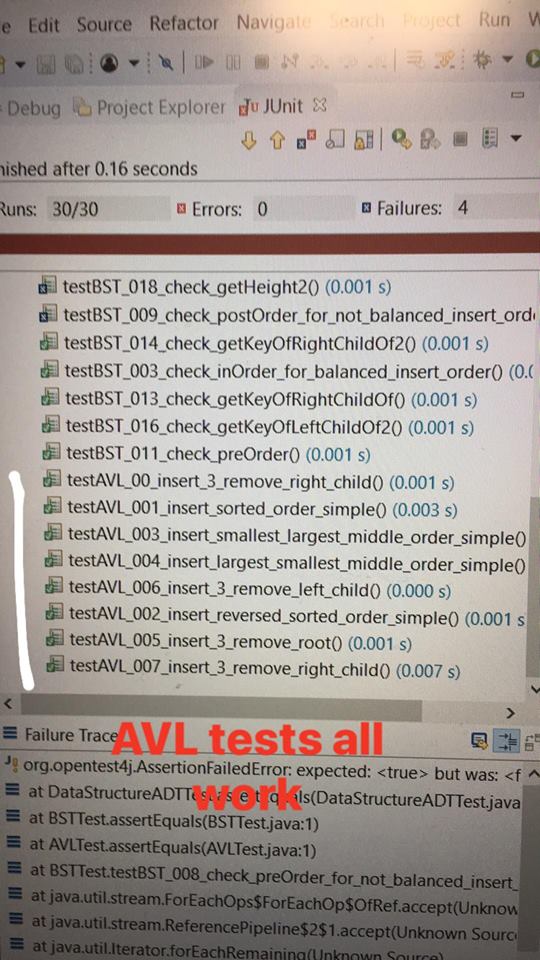 e Edit Source Refactor Navigate Search Project Run W
Debug Project Explorer JUnit
nished after 0.16 seconds
Runs: 30/30 Errors: 0 Failures: 4
testBST_018_check_getHeight2() (0.001 s)
testBST_009_check_postOrder_for_not_balanced_insert_orde
testBST_014_check_getKeyOfRightChildOf2() (0.001 s)
testBST_003_check_inOrder_for_balanced_insert_order() (0.0
testBST_013_check_getKeyOfRightChildOf() (0.001 s)
testBST_016_check_getKeyOfLeftChildOf2() (0.001 s)
testBST_011_check_preOrder() (0.001 s)
testAVL_00_insert_3_remove_right_child() (0.001 s)
testAVL_001_insert_sorted_order_simple() (0.003 s)
testAVL_003_insert_smallest_largest_middle_order_simple()
testAVL_004_insert_largest_smallest_middle_order_simple()
testAVL_006_insert_3_remove_left_child() (0.000 s)
testAVL_002_insert_reversed_sorted_order_simple() (0.001 s
testAVL_005_insert_3_remove_root() (0.001 s)
testAVL_007_insert_3_remove_right_child() (0.007 s)
Failure Trace
AVL tests all
work
org.opentest4j.AssertionFailedError: expected: <true> but was: <f
at DataStructureADTTest.assertEquals(DataStructureADTTest.java
at BSTTest.assertEquals(BSTTest.java:1)
at AVLTest.assertEquals(AVLTest.java:1)
at BSTTest.testBST_008_check_preOrder_for_not_balanced_insert_
at java.util.stream.ForEachOps$ForEachOp$OfRef.accept(Unknow
at java.util.stream.ReferencePipeline$2$1.accept(Unknown Source
at java.util.Iterator.forEachRemaining(Unknown Source)